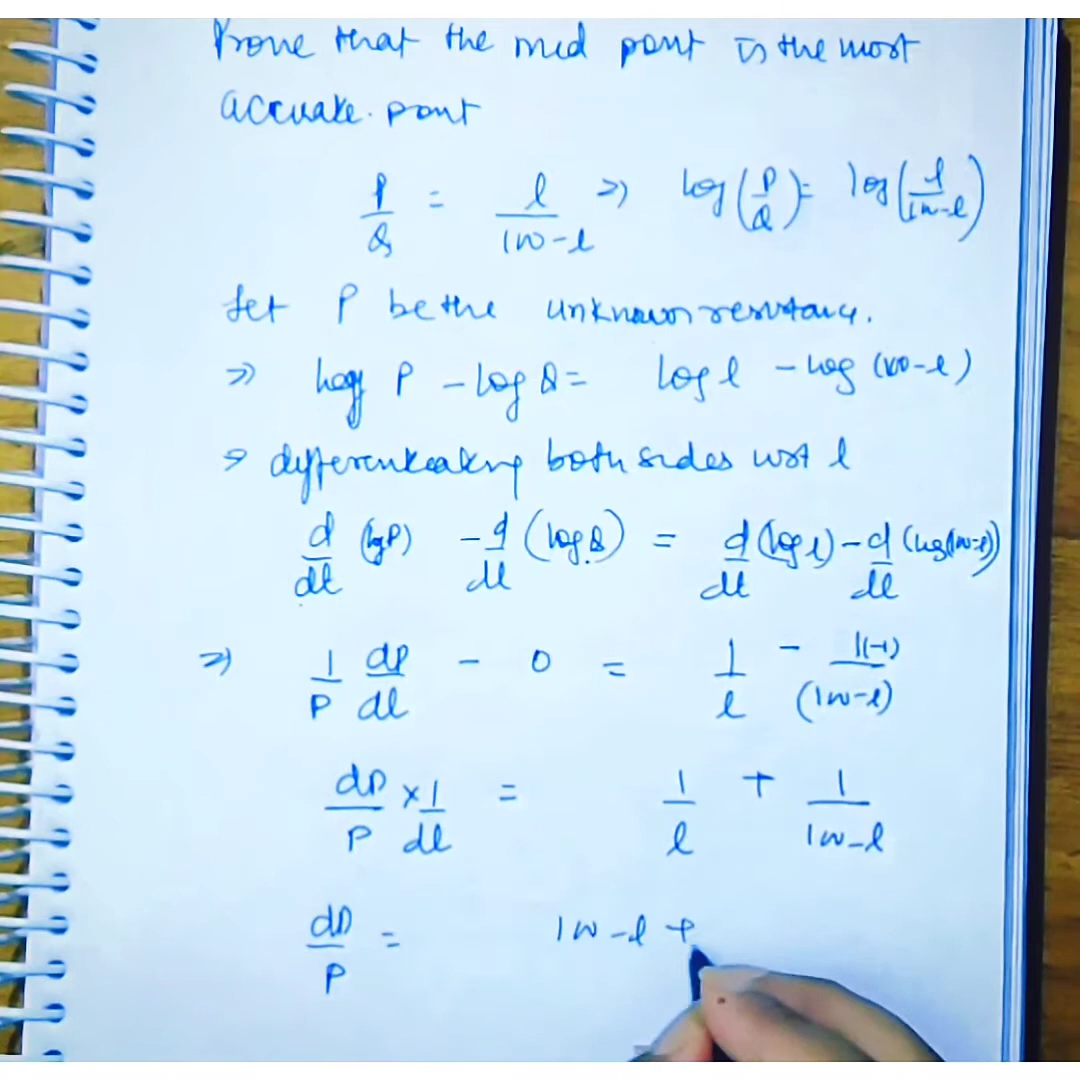 Prove that the mid point is the most
accurate point
P/Q = l/(100-l) ⇒ log(P/Q) = log(l/(100-l))
Let P be the unknown resistance.
⇒ log P - log Q = log l - log (100-l)
⇒ differentiating both sides wrt l
d/dl (log P) - d/dl (log Q) = d/dl (log l) - d/dl (log(100-l))
⇒ 1/P dP/dl - 0 = 1/l - 1(-1)/(100-l)
dP/P × 1/dl = 1/l + 1/(100-l)
dP/P = 100-l +